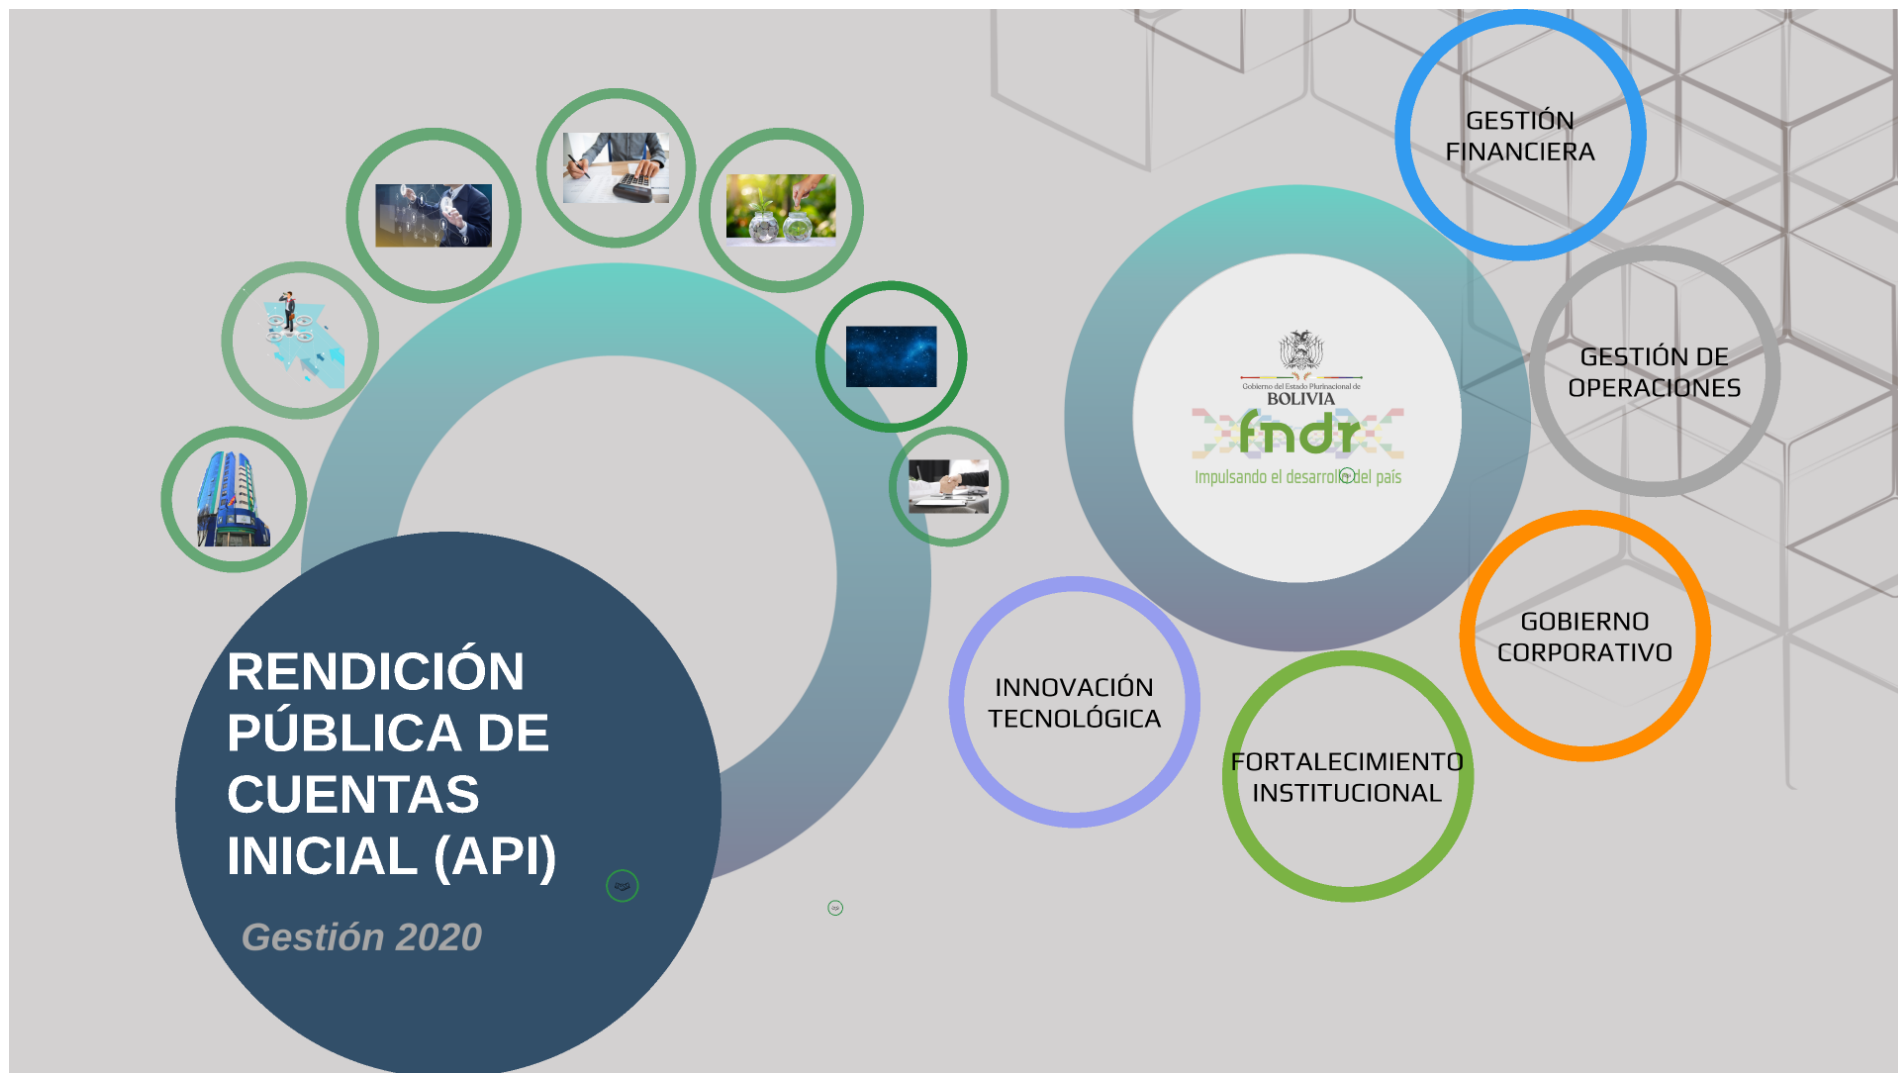 RENDICIÓN
PÚBLICA DE
CUENTAS
INICIAL (API)
Gestión 2020
Gobierno del Estado Plurinacional de
BOLIVIA
fndr
Impulsando el desarrollo del país
GESTIÓN
FINANCIERA
GESTIÓN DE
OPERACIONES
GOBIERNO
CORPORATIVO
FORTALECIMIENTO
INSTITUCIONAL
INNOVACIÓN
TECNOLÓGICA